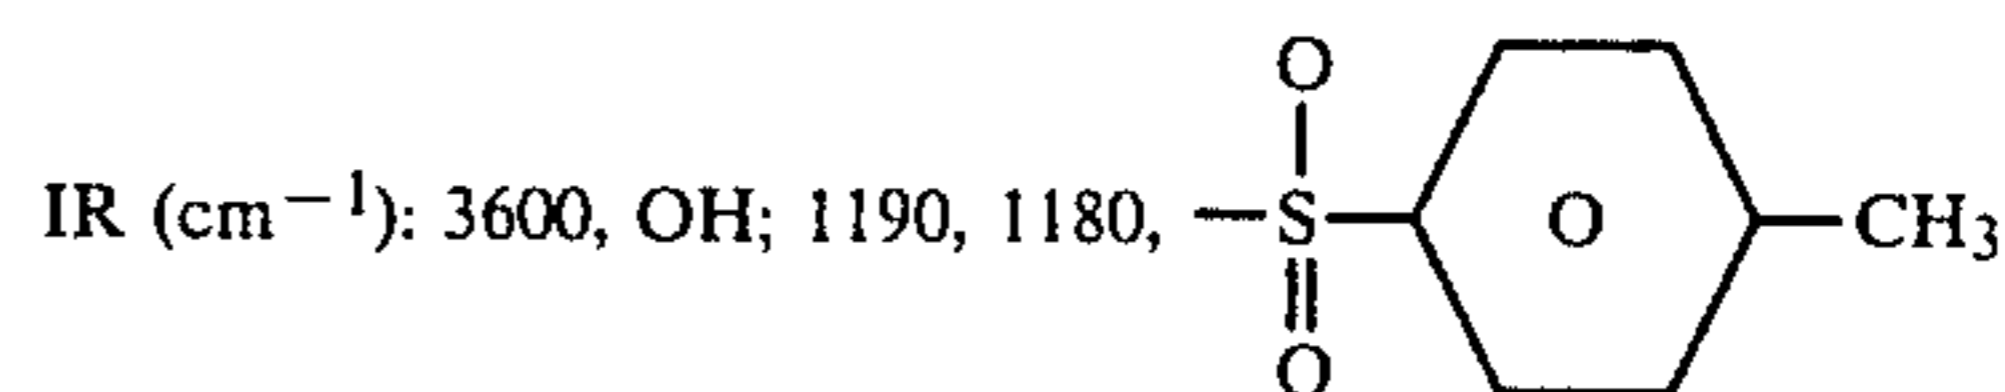 O
IR (cm⁻¹): 3600, OH; 1190, 1180, —S— O —CH₃
O